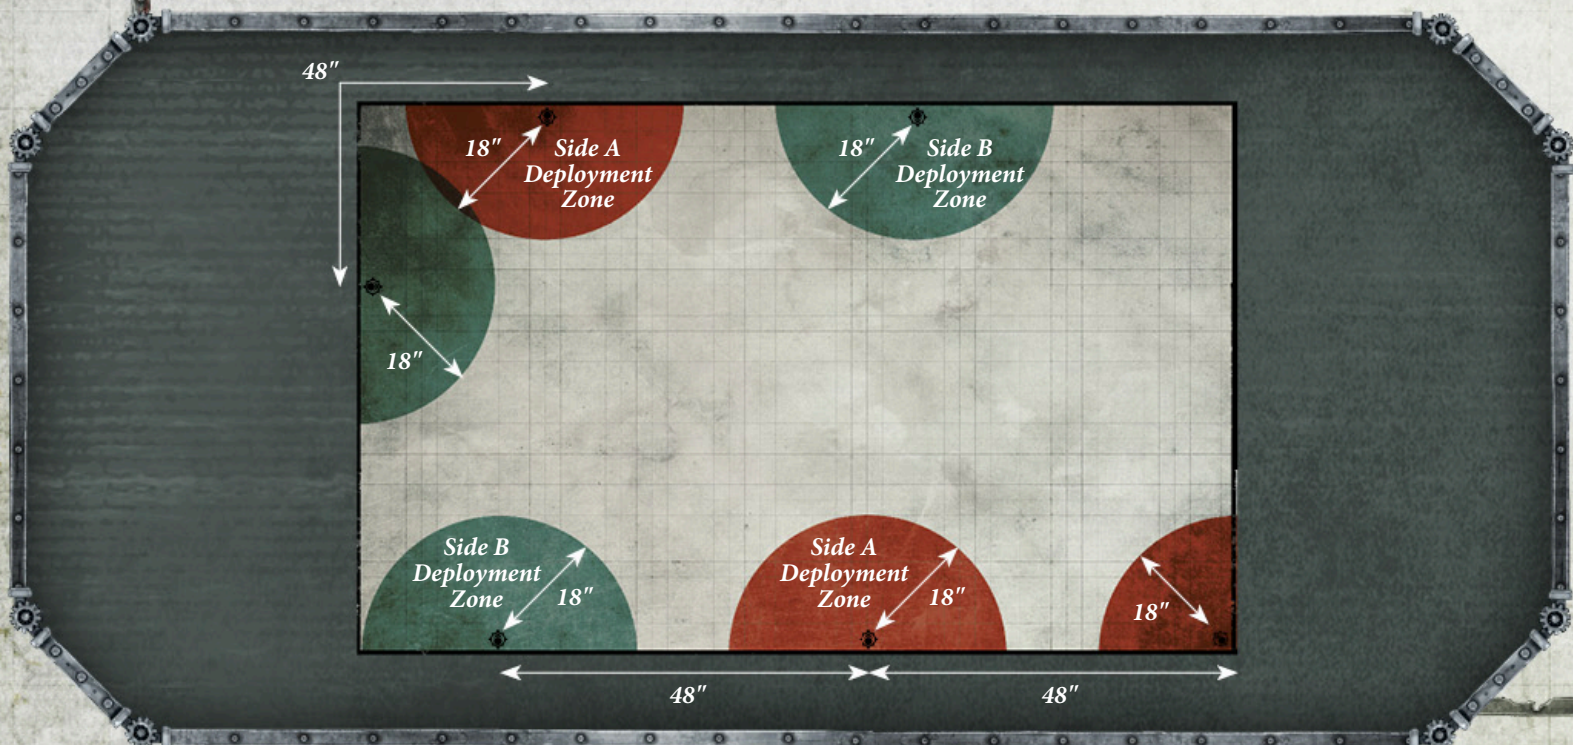 48"
18"
Side A
Deployment
Zone
18"
Side B
Deployment
Zone
18"
Side B
Deployment
Zone
18"
Side A
Deployment
Zone
18"
18"
48"
48"